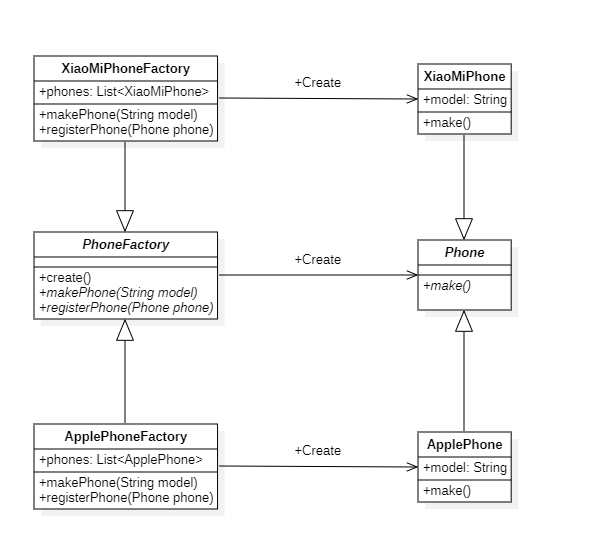 XiaoMiPhoneFactory
+phones: List<XiaoMiPhone>
+makePhone(String model)
+registerPhone(Phone phone)
+Create
XiaoMiPhone
+model: String
+make()
PhoneFactory
+create()
+makePhone(String model)
+registerPhone(Phone phone)
+Create
Phone
+make()
ApplePhoneFactory
+phones: List<ApplePhone>
+makePhone(String model)
+registerPhone(Phone phone)
+Create
ApplePhone
+model: String
+make()